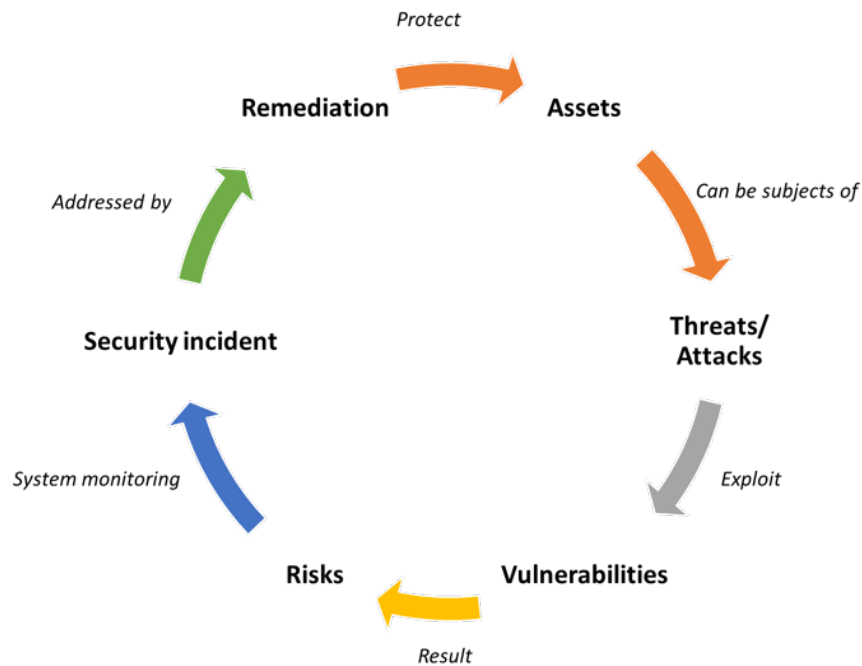 Protect
Remediation
Assets
Addressed by
Can be subjects of
Security incident
Threats/
Attacks
System monitoring
Exploit
Risks
Vulnerabilities
Result